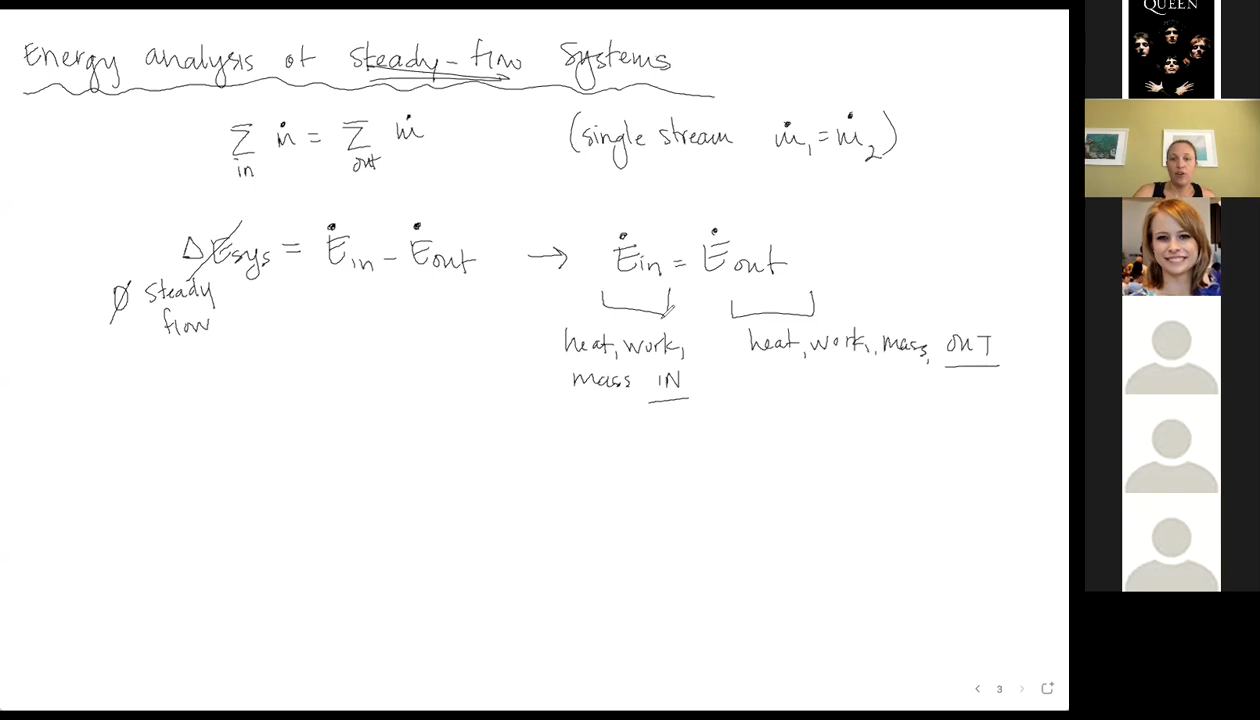 Energy analysis of steady-flow systems
∑ ṁ = ∑ ṁ (single stream ṁ₁ = ṁ₂)
in out
ΔEsys = Ėin - Ėout → Ėin = Ėout
∅ steady
flow
heat, work, heat, work, mass, OUT
mass IN
QUEEN
3